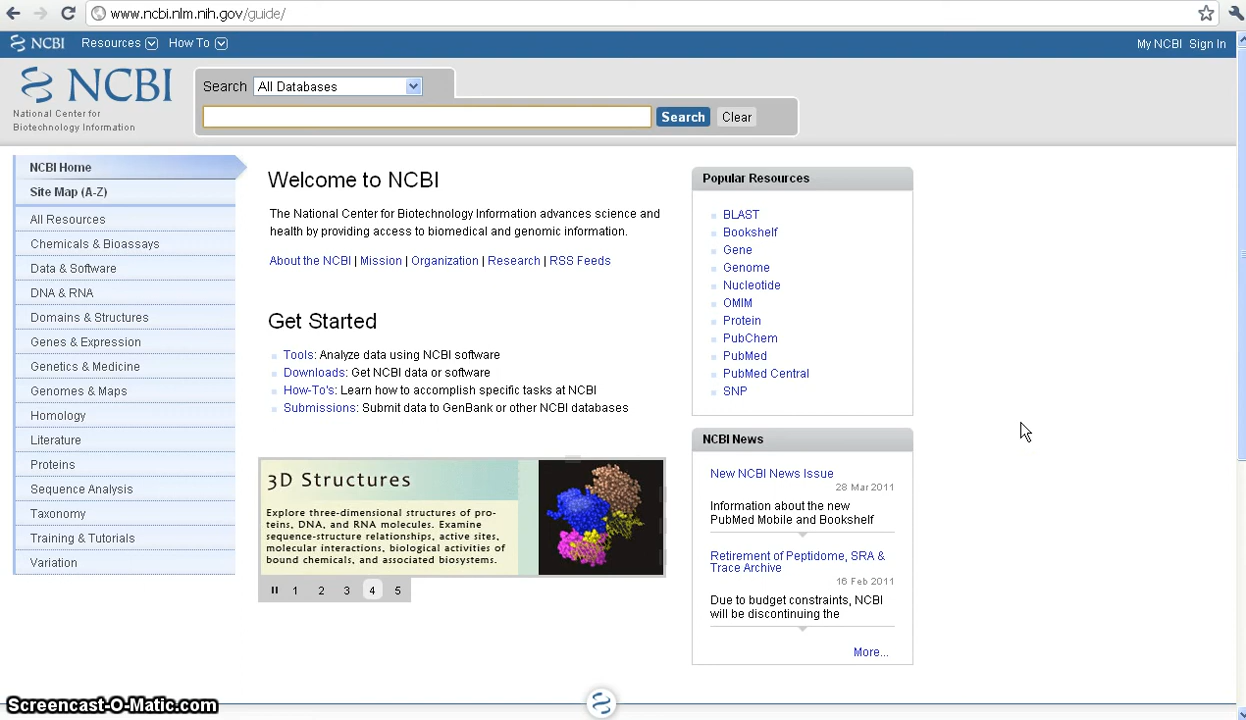 www.ncbi.nlm.nih.gov/guide/
NCBI Resources How To My NCBI Sign In
NCBI
National Center for
Biotechnology Information
Search All Databases
Search Clear
NCBI Home
Site Map (A-Z)
All Resources
Chemicals & Bioassays
Data & Software
DNA & RNA
Domains & Structures
Genes & Expression
Genetics & Medicine
Genomes & Maps
Homology
Literature
Proteins
Sequence Analysis
Taxonomy
Training & Tutorials
Variation
Welcome to NCBI
The National Center for Biotechnology Information advances science and
health by providing access to biomedical and genomic information.
About the NCBI | Mission | Organization | Research | RSS Feeds
Get Started
Tools: Analyze data using NCBI software
Downloads: Get NCBI data or software
How-To's: Learn how to accomplish specific tasks at NCBI
Submissions: Submit data to GenBank or other NCBI databases
3D Structures
Explore three-dimensional structures of pro-
teins, DNA, and RNA molecules. Examine
sequence-structure relationships, active sites,
molecular interactions, biological activities of
bound chemicals, and associated biosystems.
1 2 3 4 5
Popular Resources
BLAST
Bookshelf
Gene
Genome
Nucleotide
OMIM
Protein
PubChem
PubMed
PubMed Central
SNP
NCBI News
New NCBI News Issue
28 Mar 2011
Information about the new
PubMed Mobile and Bookshelf
Retirement of Peptidome, SRA &
Trace Archive
16 Feb 2011
Due to budget constraints, NCBI
will be discontinuing the
More...
Screencast-O-Matic.com